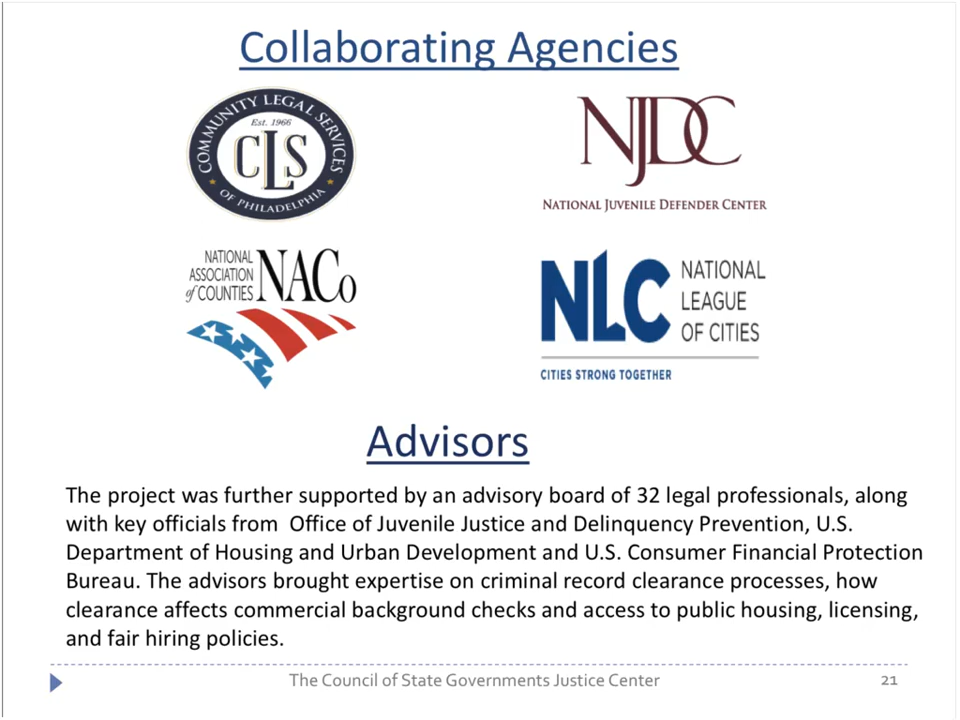 Collaborating Agencies
COMMUNITY LEGAL SERVICES
Est. 1966
CLS
OF PHILADELPHIA
NJDC
NATIONAL JUVENILE DEFENDER CENTER
NATIONAL
ASSOCIATION
of COUNTIES
NACo
NLC
NATIONAL
LEAGUE
OF CITIES
CITIES STRONG TOGETHER
Advisors
The project was further supported by an advisory board of 32 legal professionals, along
with key officials from  Office of Juvenile Justice and Delinquency Prevention, U.S.
Department of Housing and Urban Development and U.S. Consumer Financial Protection
Bureau. The advisors brought expertise on criminal record clearance processes, how
clearance affects commercial background checks and access to public housing, licensing,
and fair hiring policies.
The Council of State Governments Justice Center
21